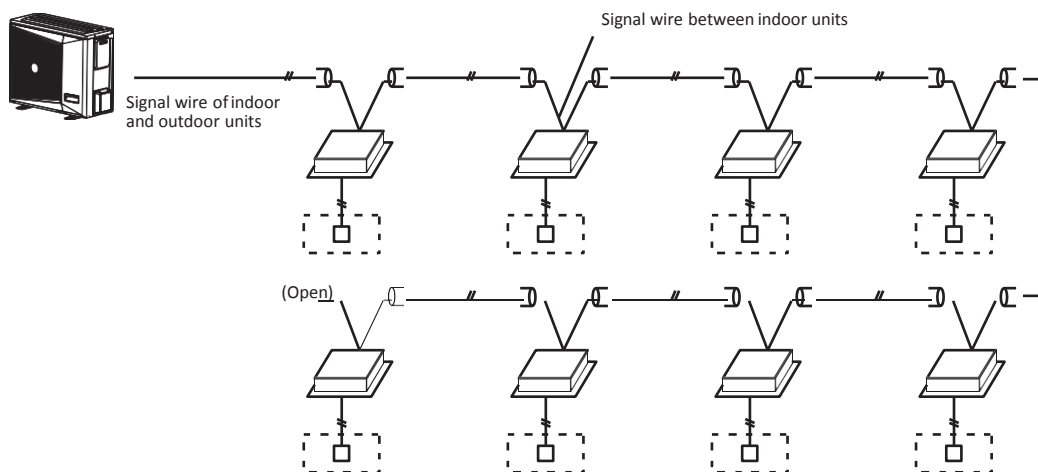 Signal wire between indoor units
Signal wire of indoor
and outdoor units
(Open)